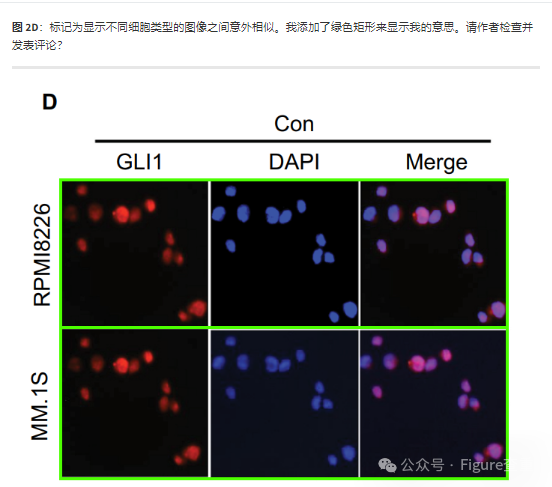 图 2D：标记为显示不同细胞类型的图像之间意外相似。我添加了绿色矩形来显示我的意思。请作者检查并
发表评论？
D
Con
GLI1 DAPI Merge
RPMI8226
MM.1S
公众号 · Figure